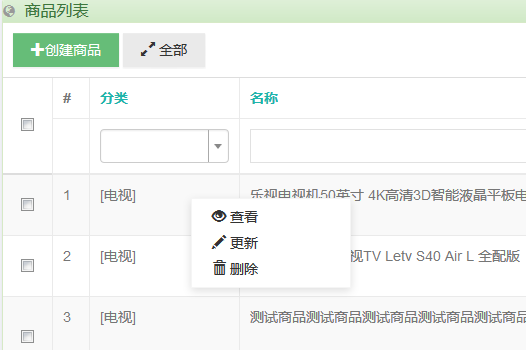 商品列表
创建商品 全部
# 分类 名称
1 [电视] 乐视电视机50英寸 4K高清3D智能液晶平板电
查看
更新
2 [电视] 视TV Letv S40 Air L 全配版
删除
3 [电视] 测试商品测试商品测试商品测试商品测试商品